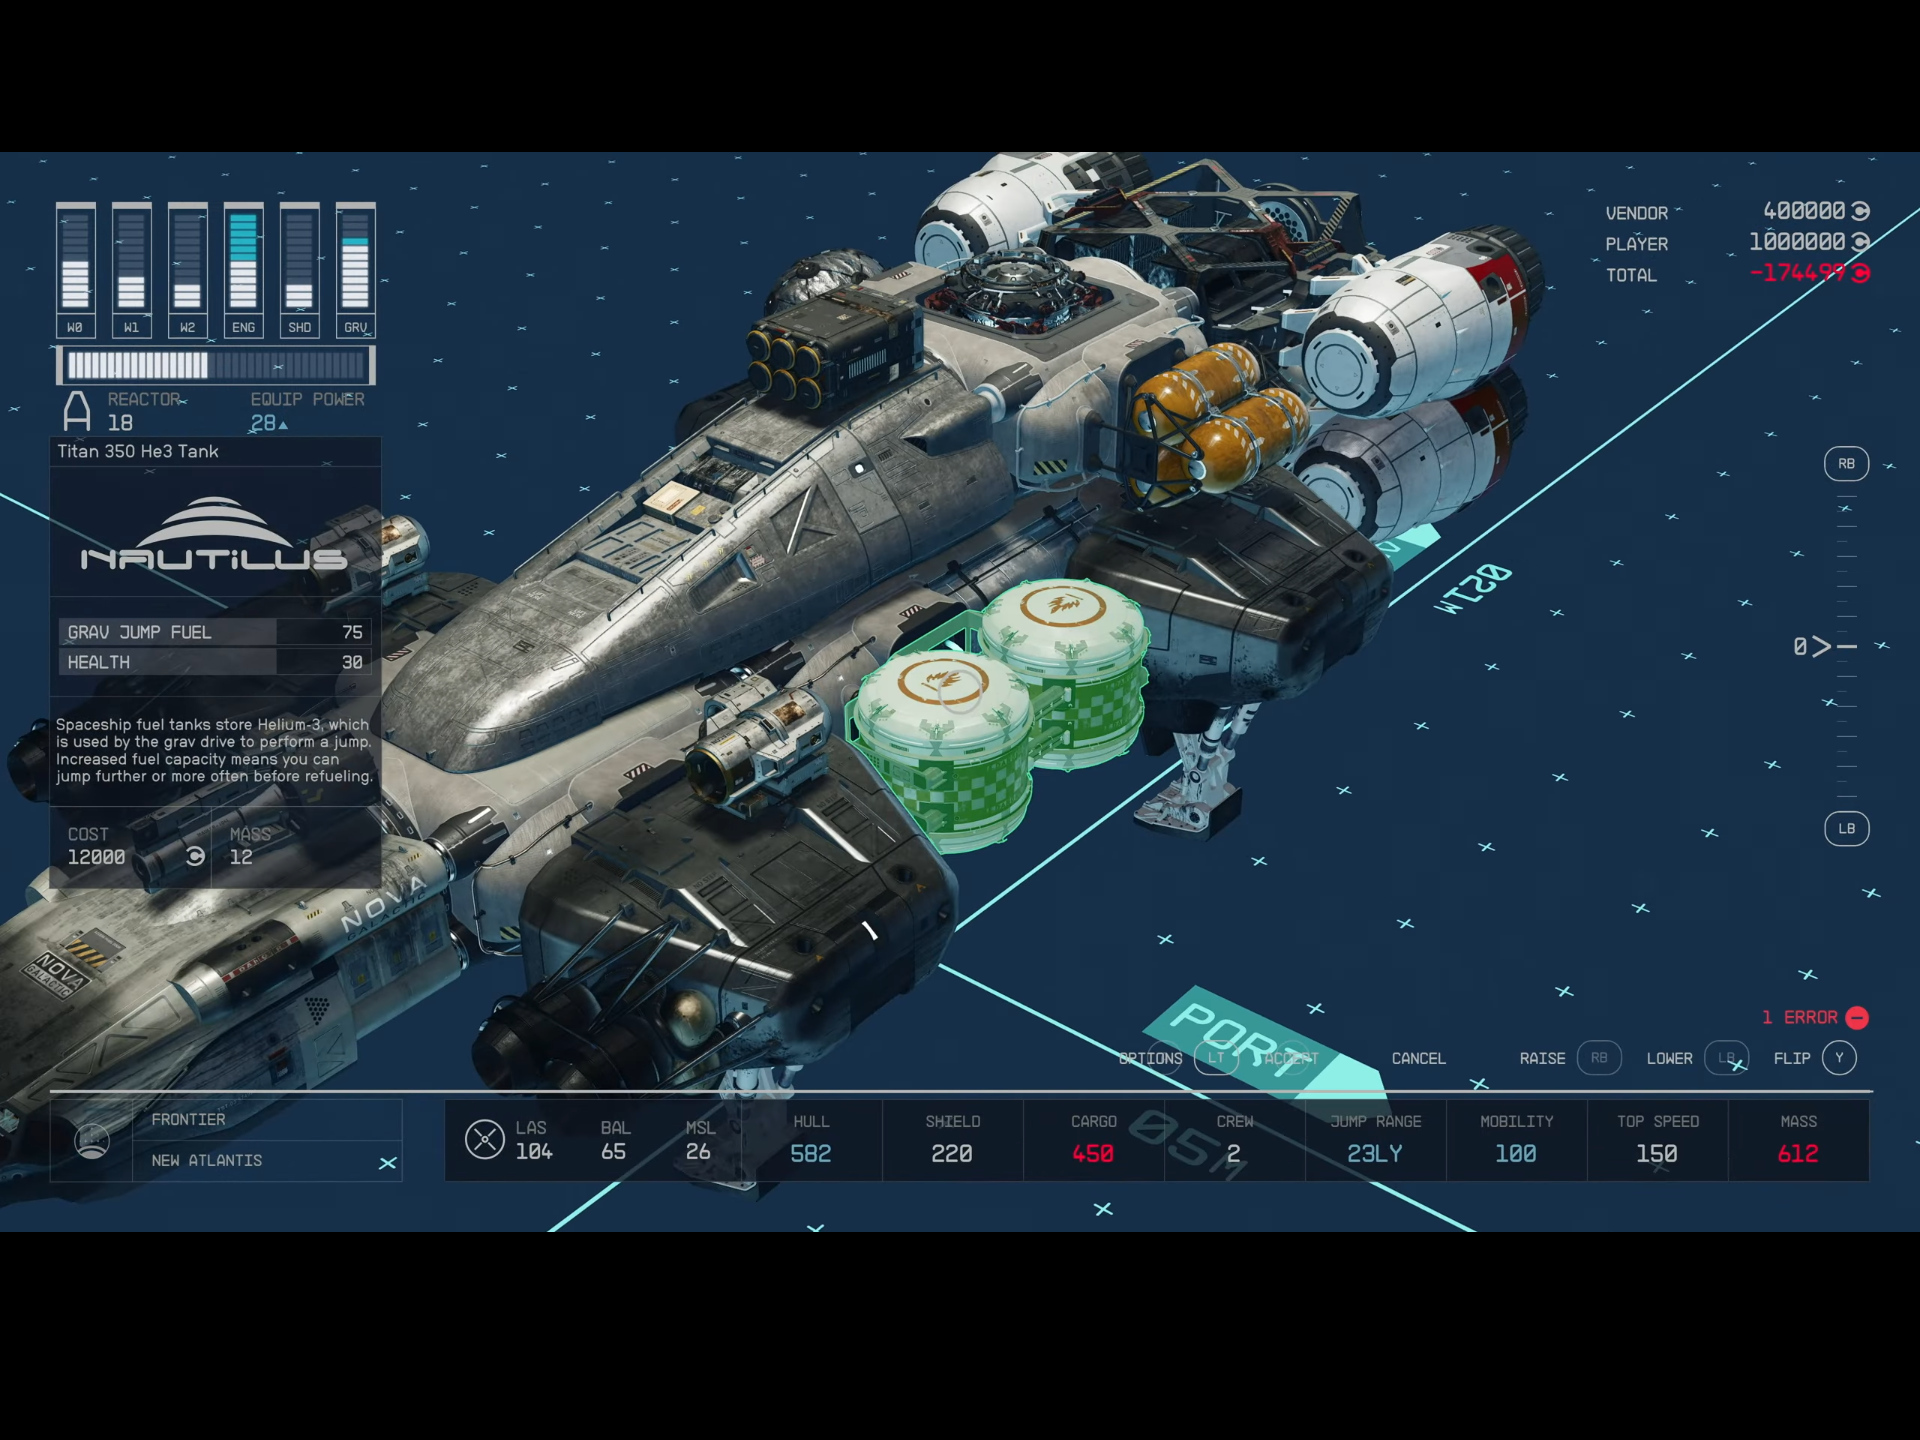 W0 W1 W2 ENG SHD GRV
REACTOR EQUIP POWER
A 18 28
VENDOR 400000
PLAYER 1000000
TOTAL -174499
Titan 350 He3 Tank
NAUTILUS
GRAV JUMP FUEL 75
HEALTH 30
Spaceship fuel tanks store Helium-3, which
is used by the grav drive to perform a jump.
Increased fuel capacity means you can
jump further or more often before refueling.
COST MASS
12000 12
NOVA
GALACTIC
NOVA
GALACTIC
021M
RB
0
LB
PORT
05M
1 ERROR
OPTIONS LT ACCEPT CANCEL RAISE RB LOWER LB FLIP Y
FRONTIER
NEW ATLANTIS
LAS BAL MSL HULL SHIELD CARGO CREW JUMP RANGE MOBILITY TOP SPEED MASS
104 65 26 582 220 450 2 23LY 100 150 612